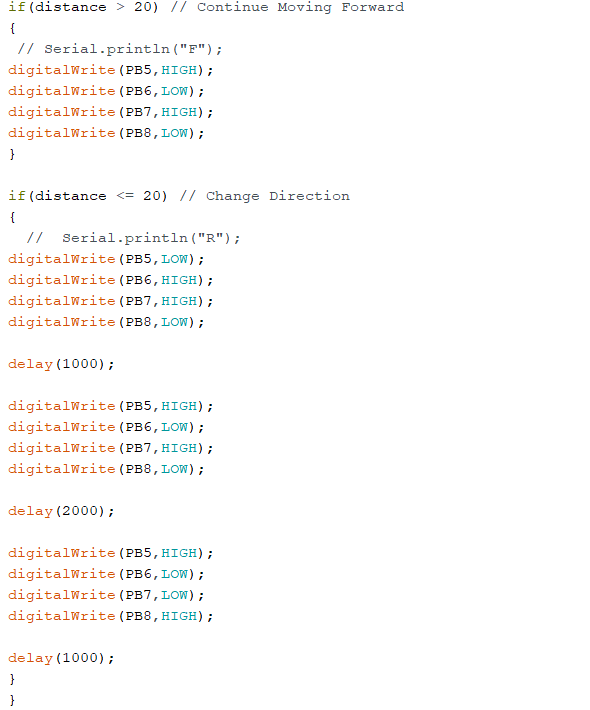 if(distance > 20) // Continue Moving Forward
{
 // Serial.println("F");
digitalWrite(PB5,HIGH);
digitalWrite(PB6,LOW);
digitalWrite(PB7,HIGH);
digitalWrite(PB8,LOW);
}

if(distance <= 20) // Change Direction
{
  //  Serial.println("R");
digitalWrite(PB5,LOW);
digitalWrite(PB6,HIGH);
digitalWrite(PB7,HIGH);
digitalWrite(PB8,LOW);

delay(1000);

digitalWrite(PB5,HIGH);
digitalWrite(PB6,LOW);
digitalWrite(PB7,HIGH);
digitalWrite(PB8,LOW);

delay(2000);

digitalWrite(PB5,HIGH);
digitalWrite(PB6,LOW);
digitalWrite(PB7,LOW);
digitalWrite(PB8,HIGH);

delay(1000);
}
}